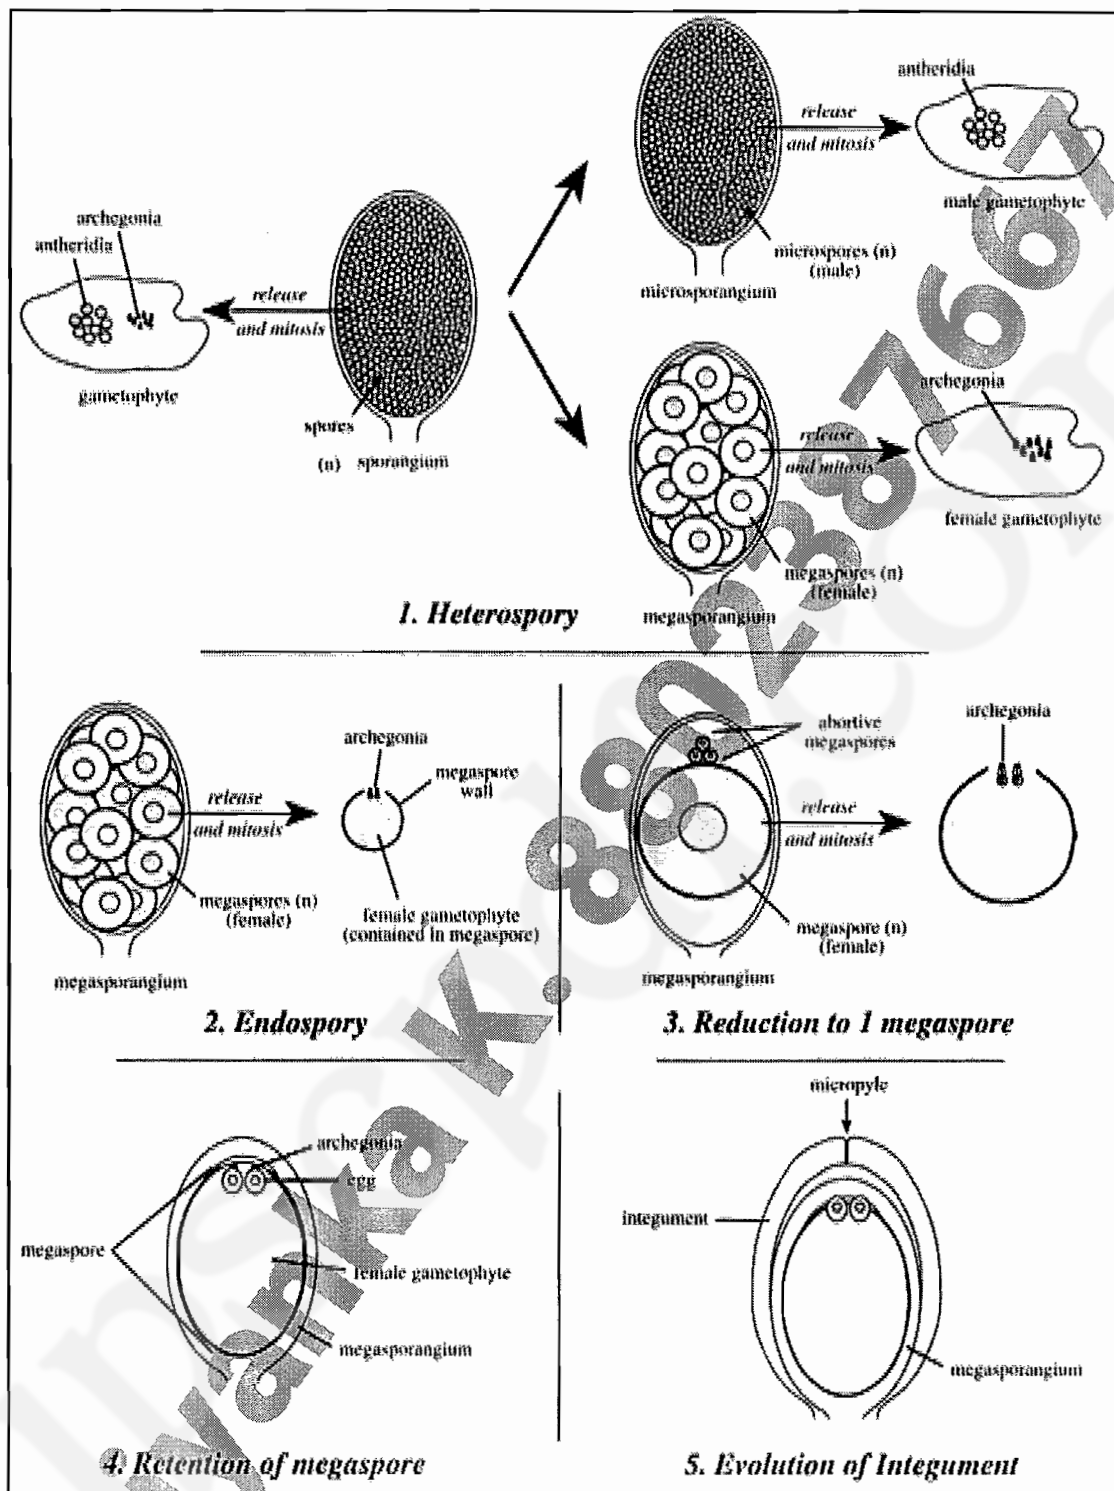 antheridia
release
and mitosis
male gametophyte
microspores (n)
(male)
microsporangium
archegonia
antheridia
release
and mitosis
gametophyte
spores
(n) sporangium
archegonia
release
and mitosis
female gametophyte
megaspores (n)
(female)
megasporangium
1. Heterospory
archegonia
megaspore
wall
release
and mitosis
megaspores (n)
(female)
female gametophyte
(contained in megaspore)
megasporangium
2. Endospory
abortive
megaspores
archegonia
release
and mitosis
megaspore (n)
(female)
megasporangium
3. Reduction to 1 megaspore
archegonia
egg
megaspore
female gametophyte
megasporangium
4. Retention of megaspore
micropyle
integument
megasporangium
5. Evolution of Integument